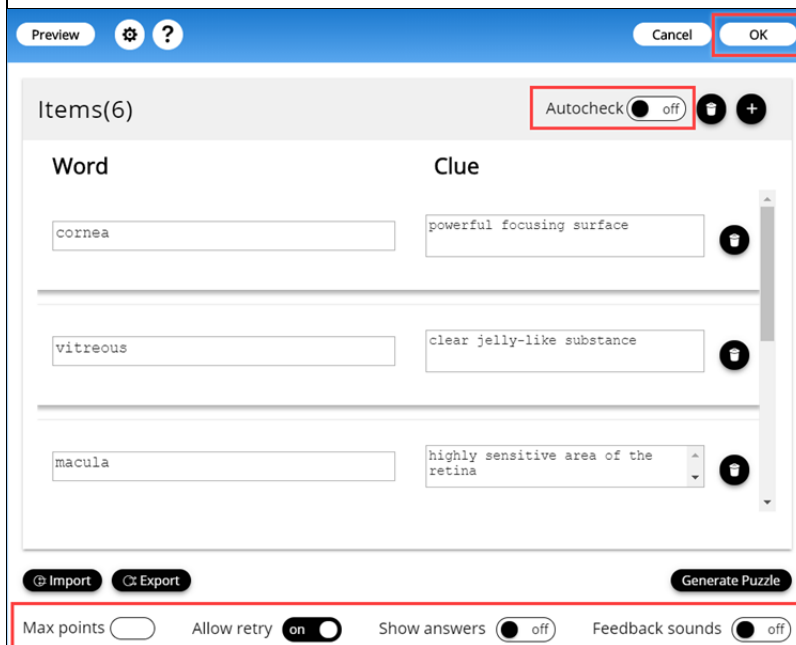 Preview ? Cancel OK
Items(6) Autocheck off +
Word Clue
cornea powerful focusing surface
vitreous clear jelly-like substance
macula highly sensitive area of the
retina
Import Export Generate Puzzle
Max points Allow retry on Show answers off Feedback sounds off